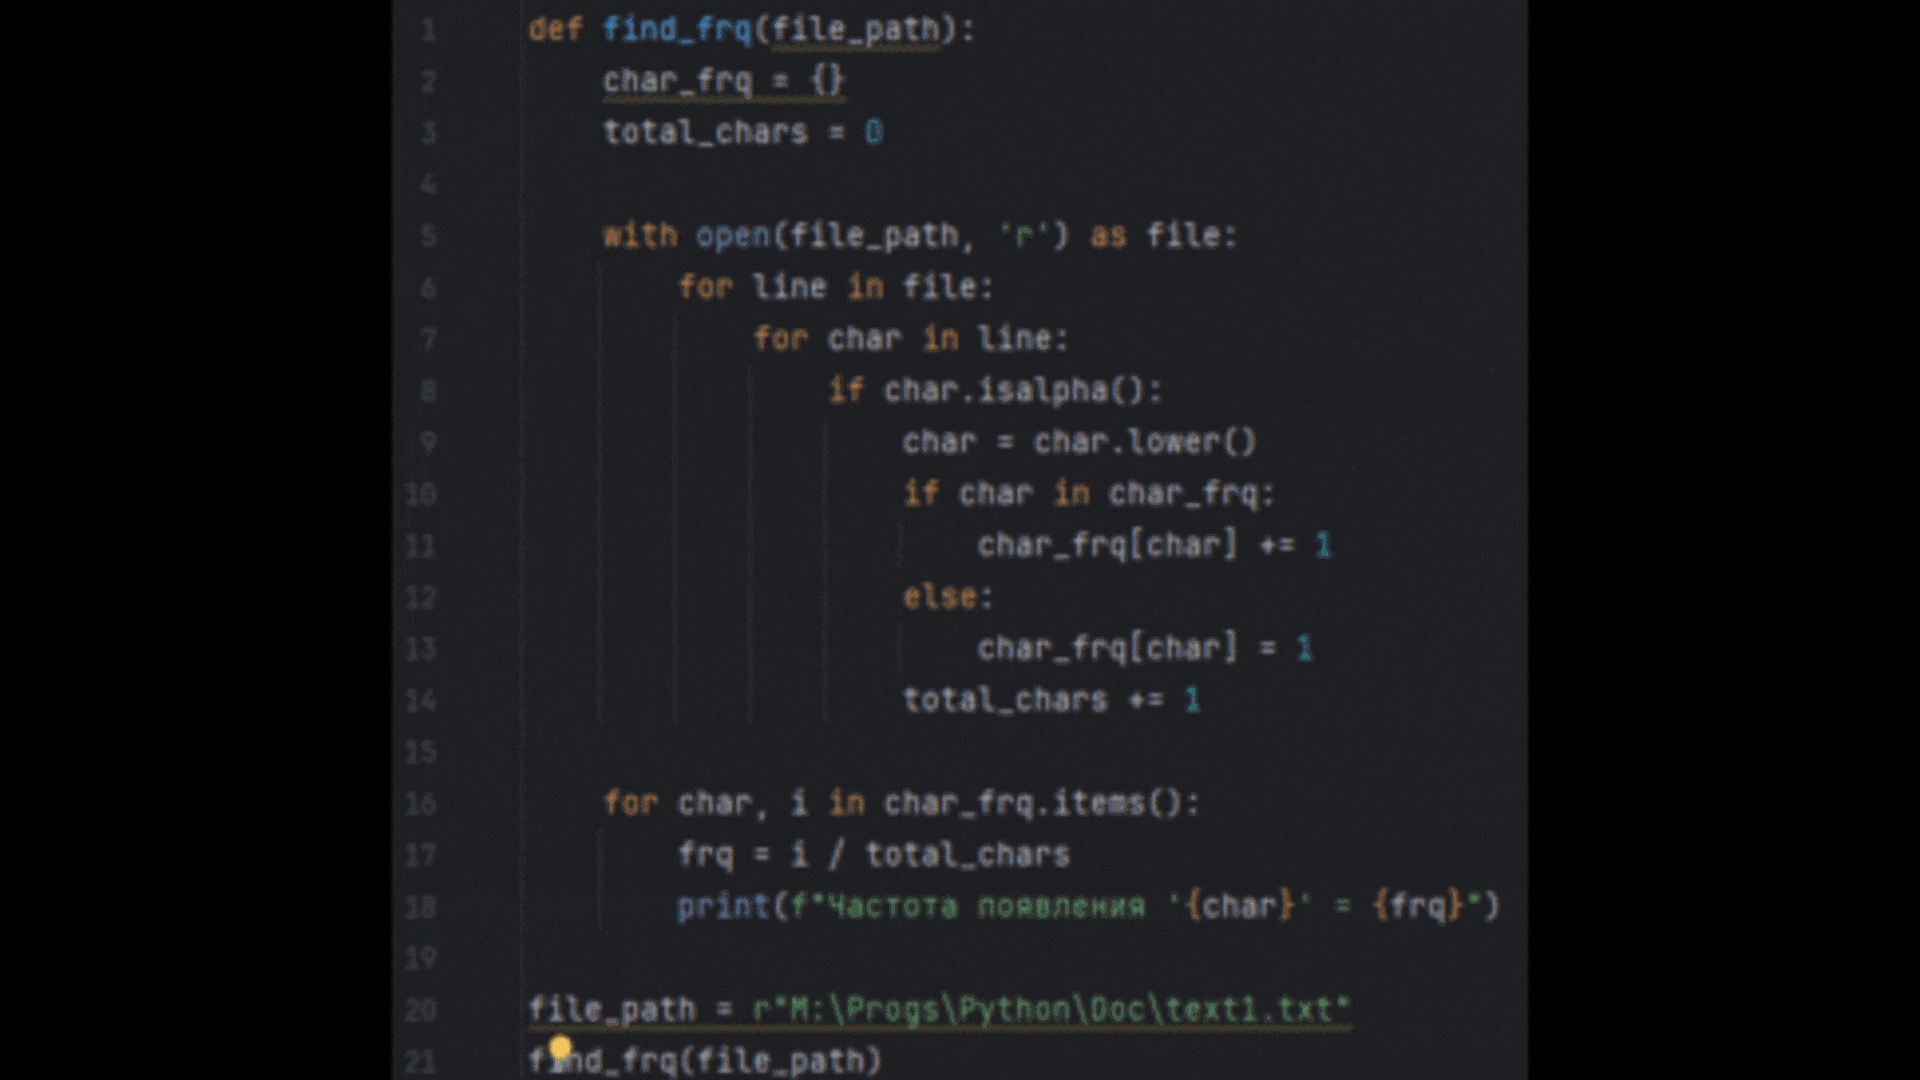 1 def find_frq(file_path):
2 char_frq = {}
3 total_chars = 0
4
5 with open(file_path, 'r') as file:
6 for line in file:
7 for char in line:
8 if char.isalpha():
9 char = char.lower()
10 if char in char_frq:
11 char_frq[char] += 1
12 else:
13 char_frq[char] = 1
14 total_chars += 1
15
16 for char, i in char_frq.items():
17 frq = i / total_chars
18 print(f"Частота появления '{char}' = {frq}")
19
20 file_path = r"M:\Progs\Python\Doc\text1.txt"
21 find_frq(file_path)